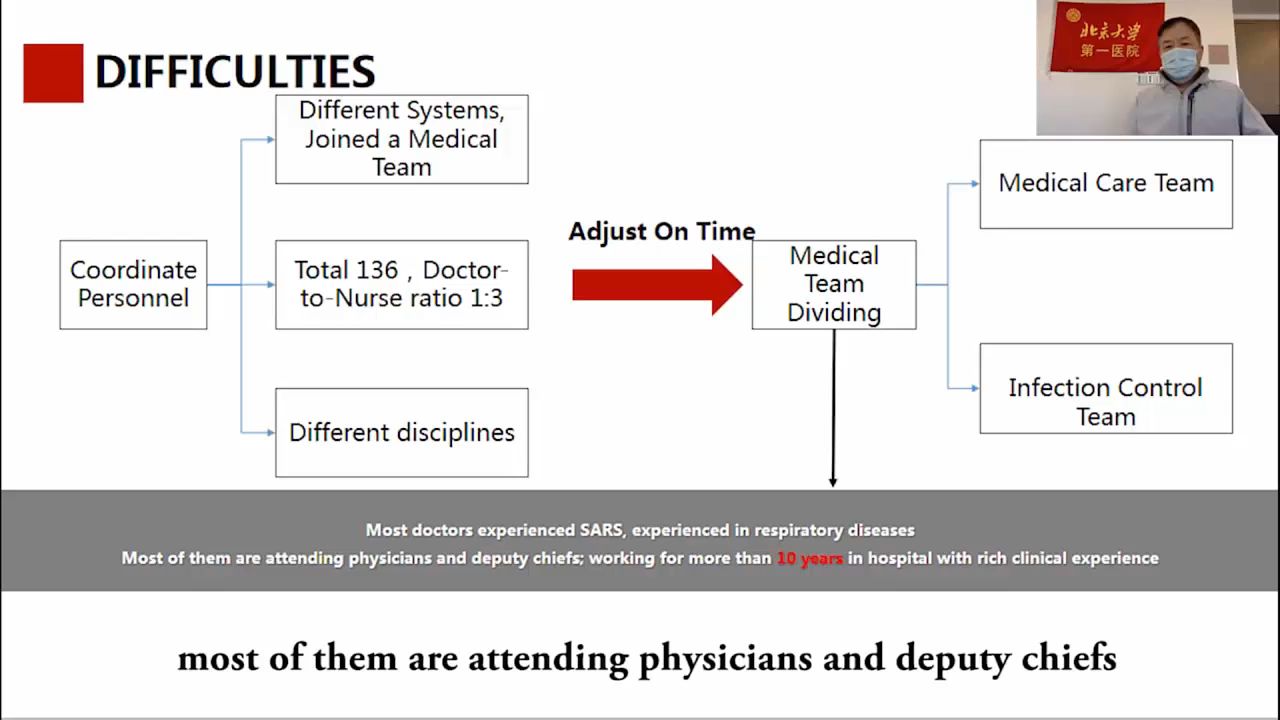 北京大学
第一医院
DIFFICULTIES
Different Systems,
Joined a Medical
Team
Coordinate
Personnel
Total 136 , Doctor-
to-Nurse ratio 1:3
Different disciplines
Adjust On Time
Medical
Team
Dividing
Medical Care Team
Infection Control
Team
Most doctors experienced SARS, experienced in respiratory diseases
Most of them are attending physicians and deputy chiefs; working for more than 10 years in hospital with rich clinical experience
most of them are attending physicians and deputy chiefs